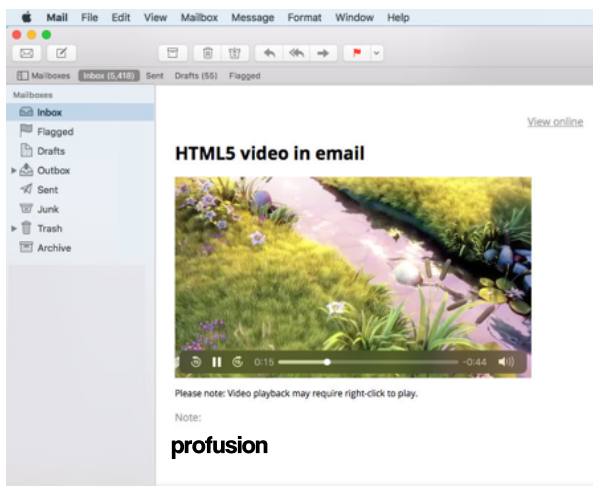 Mail File Edit View Mailbox Message Format Window Help
Mailboxes Inbox (5,418) Sent Drafts (55) Flagged
Mailboxes
Inbox
Flagged
Drafts
Outbox
Sent
Junk
Trash
Archive
View online
HTML5 video in email
0:15 -0:44
Please note: Video playback may require right-click to play.
Note:
profusion